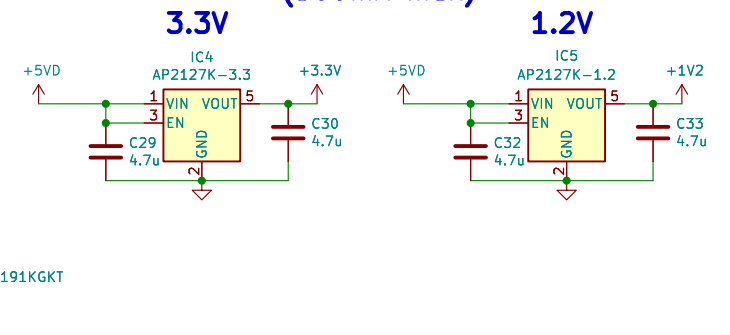 3.3V
1.2V
IC4
AP2127K-3.3
+5VD
+3.3V
1
VIN
VOUT
5
3
EN
GND
2
C29
4.7u
C30
4.7u
IC5
AP2127K-1.2
+5VD
+1V2
1
VIN
VOUT
5
3
EN
GND
2
C32
4.7u
C33
4.7u
191KGKT